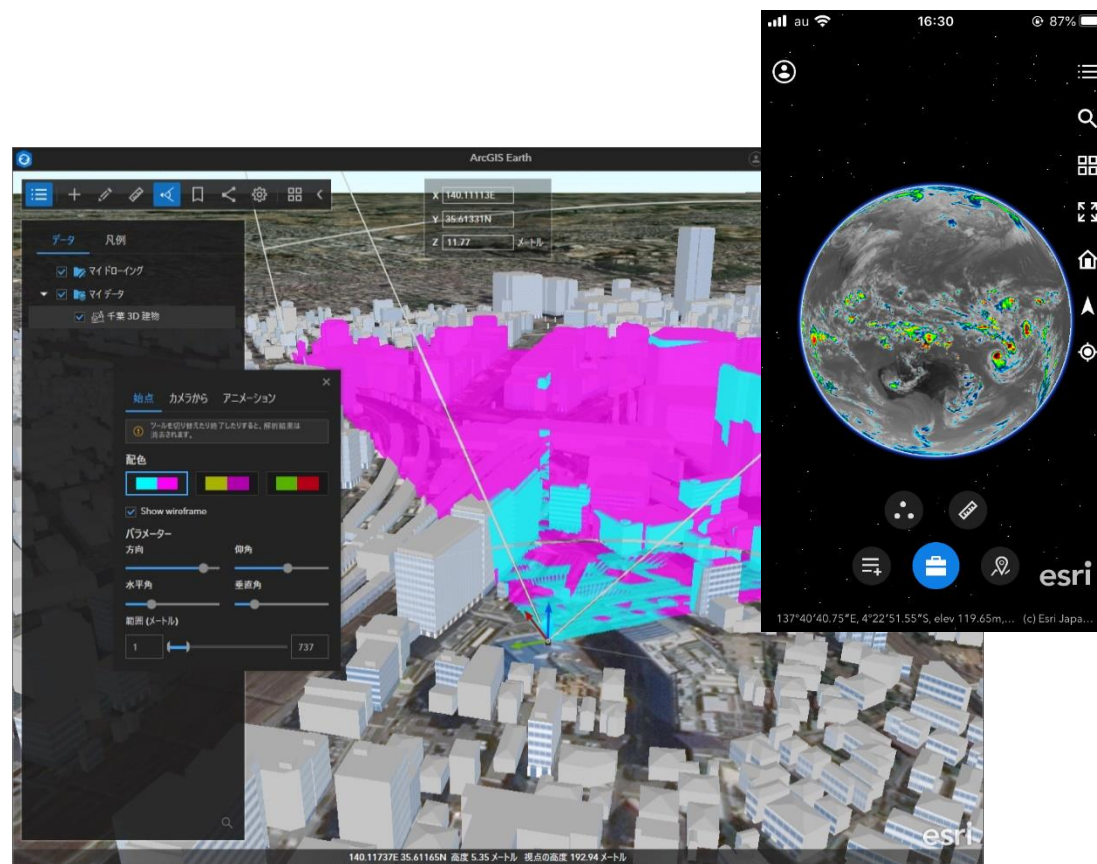 ArcGIS Earth
X 140.11113E
Y 35.61331N
Z 11.77 メートル
データ 凡例
マイ ドローイング
マイ データ
千葉 3D 建物
始点 カメラから アニメーション
ツールを切り替えたり終了したりすると、解析結果は
消去されます。
配色
Show wireframe
パラメーター
方向 仰角
水平角 垂直角
範囲 (メートル)
1 737
esri
140.11737E 35.61165N 高度 5.35 メートル 視点の高度 192.94 メートル
au 16:30 87%
esri
137°40'40.75"E, 4°22'51.55"S, elev 119.65m,... (c) Esri Japa...